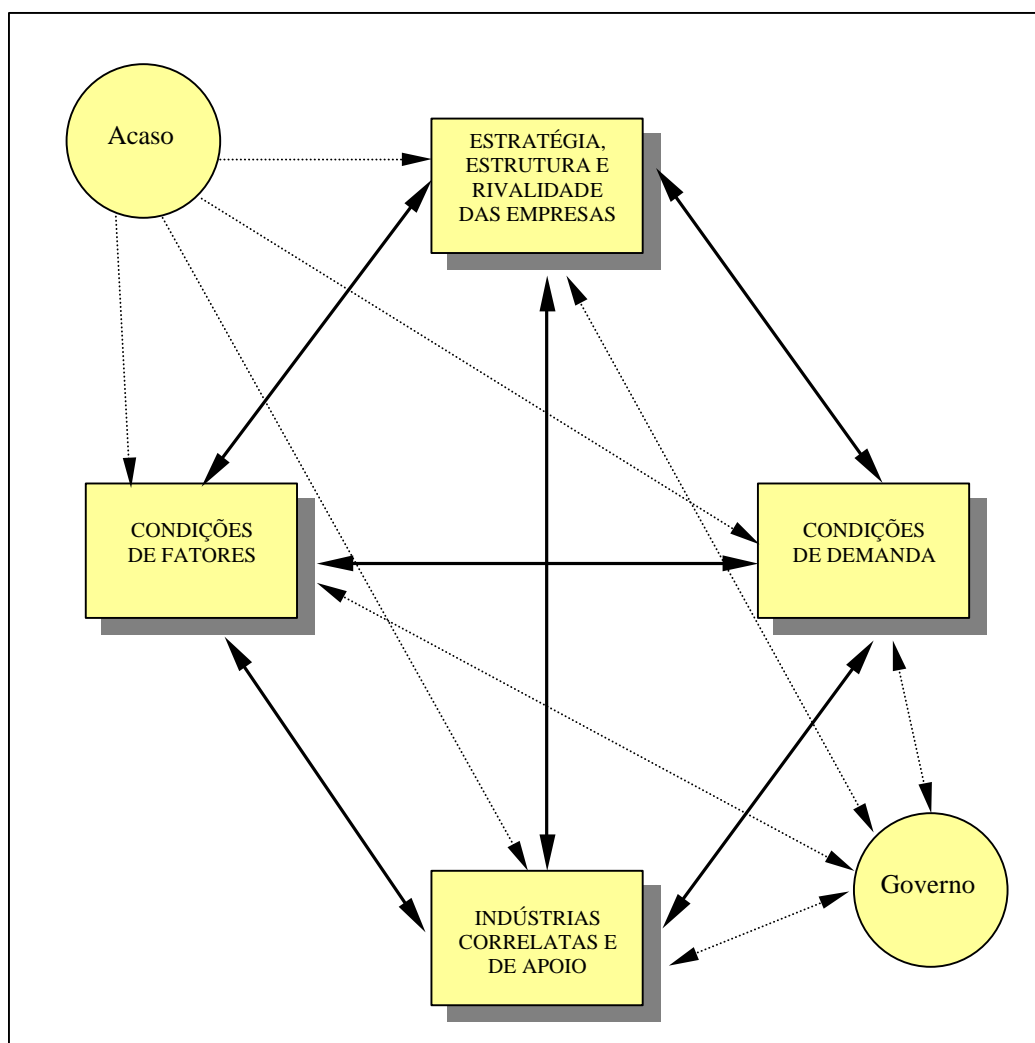 Acaso
ESTRATÉGIA,
ESTRUTURA E
RIVALIDADE
DAS EMPRESAS
CONDIÇÕES
DE FATORES
CONDIÇÕES
DE DEMANDA
Governo
INDÚSTRIAS
CORRELATAS E
DE APOIO